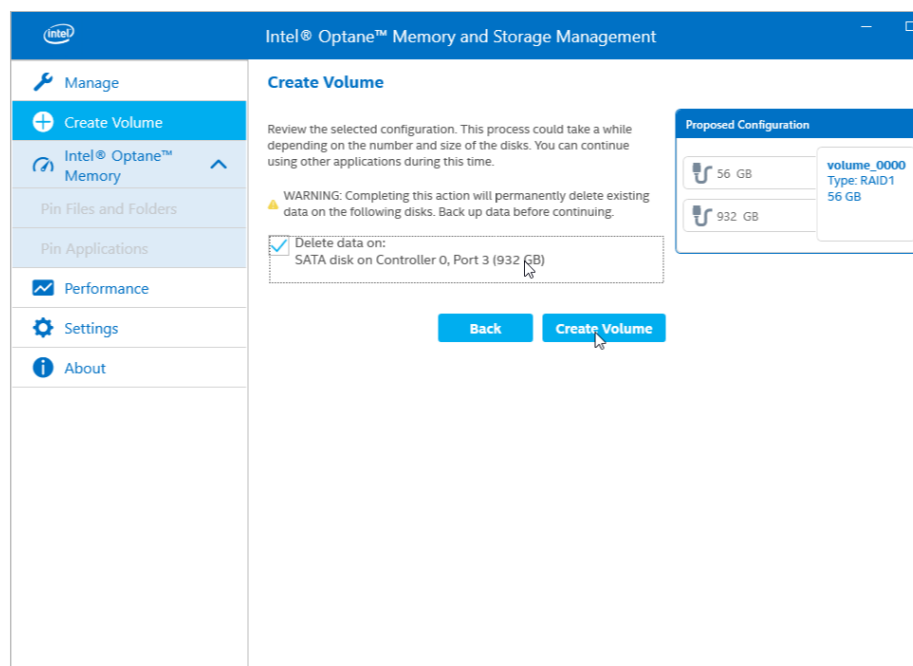 intel
Intel® Optane™ Memory and Storage Management
Manage
Create Volume
Intel® Optane™
Memory
Pin Files and Folders
Pin Applications
Performance
Settings
About
Create Volume
Review the selected configuration. This process could take a while
depending on the number and size of the disks. You can continue
using other applications during this time.
WARNING: Completing this action will permanently delete existing
data on the following disks. Back up data before continuing.
Delete data on:
SATA disk on Controller 0, Port 3 (932 GB)
Back
Create Volume
Proposed Configuration
56 GB
932 GB
volume_0000
Type: RAID1
56 GB